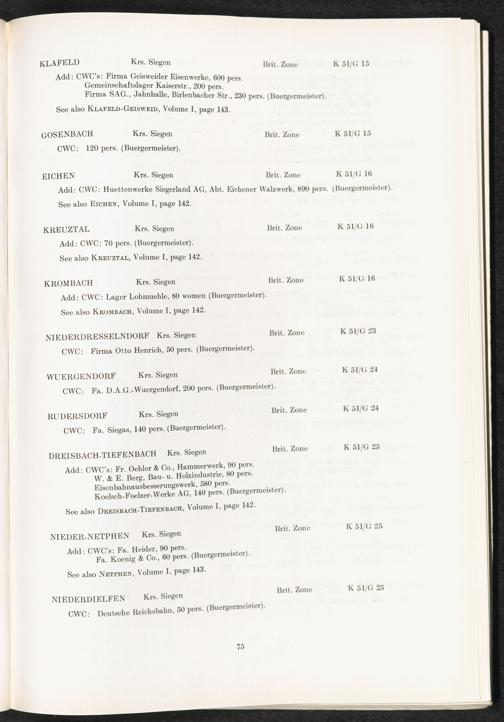 KLAFELD Krs. Siegen Brit. Zone K 51/G 15
Add: CWC's: Firma Geisweider Eisenwerke, 600 pers.
Gemeinschaftslager Kaiserstr., 200 pers.
Firma SAG., Jahnhalle, Birlenbacher Str., 230 pers. (Buergermeister).
See also KLAFELD-GEISWEID, Volume I, page 143.
GOSENBACH Krs. Siegen Brit. Zone K 51/G 15
CWC: 120 pers. (Buergermeister).
EICHEN Krs. Siegen Brit. Zone K 51/G 16
Add: CWC: Huettenwerke Siegerland AG, Abt. Eichener Walzwerk, 890 pers. (Buergermeister).
See also EICHEN, Volume I, page 142.
KREUZTAL Krs. Siegen Brit. Zone K 51/G 16
Add: CWC: 70 pers. (Buergermeister).
See also KREUZTAL, Volume I, page 142.
KROMBACH Krs. Siegen Brit. Zone K 51/G 16
Add: CWC: Lager Lohmuehle, 80 women (Buergermeister).
See also KROMBACH, Volume I, page 142.
NIEDERDRESSELNDORF Krs. Siegen Brit. Zone K 51/G 23
CWC: Firma Otto Henrich, 50 pers. (Buergermeister).
WUERGENDORF Krs. Siegen Brit. Zone K 51/G 24
CWC: Fa. D.A.G.-Wuergendorf, 200 pers. (Buergermeister).
RUDERSDORF Krs. Siegen Brit. Zone K 51/G 24
CWC: Fa. Siegas, 140 pers. (Buergermeister).
DREISBACH-TIEFENBACH Krs. Siegen Brit. Zone K 51/G 25
Add: CWC's: Fr. Oehler & Co., Hammerwerk, 90 pers.
W. & E. Berg, Bau- u. Holzindustrie, 80 pers.
Eisenbahnausbesserungswerk, 580 pers.
Koelsch-Foelzer-Werke AG, 140 pers. (Buergermeister).
See also DREISBACH-TIEFENBACH, Volume I, page 142.
NIEDER-NETPHEN Krs. Siegen Brit. Zone K 51/G 25
Add: CWC's: Fa. Heider, 90 pers.
Fa. Koenig & Co., 60 pers. (Buergermeister).
See also NETPHEN, Volume I, page 143.
NIEDERDIELFEN Krs. Siegen Brit. Zone K 51/G 25
CWC: Deutsche Reichsbahn, 50 pers. (Buergermeister).
75